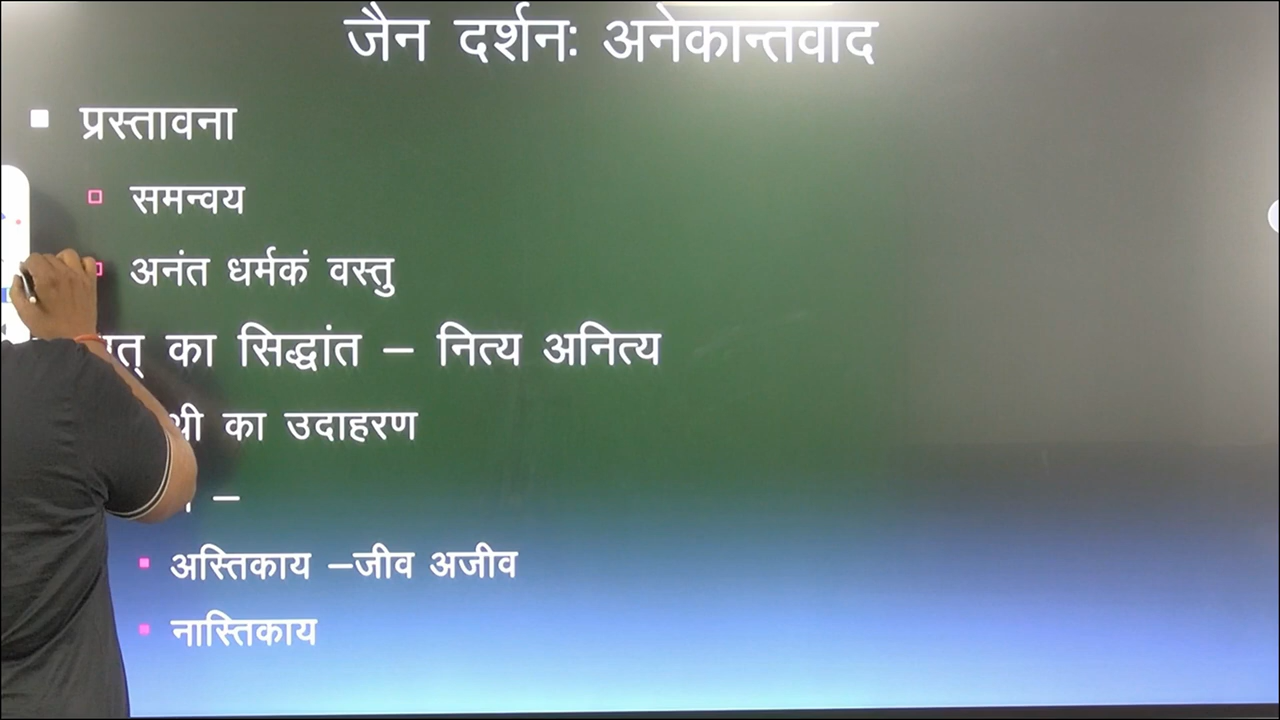 जैन दर्शनः अनेकान्तवाद
प्रस्तावना
समन्वय
अनंत धर्मकं वस्तु
का सिद्धांत – नित्य अनित्य
का उदाहरण
–
अस्तिकाय –जीव अजीव
नास्तिकाय